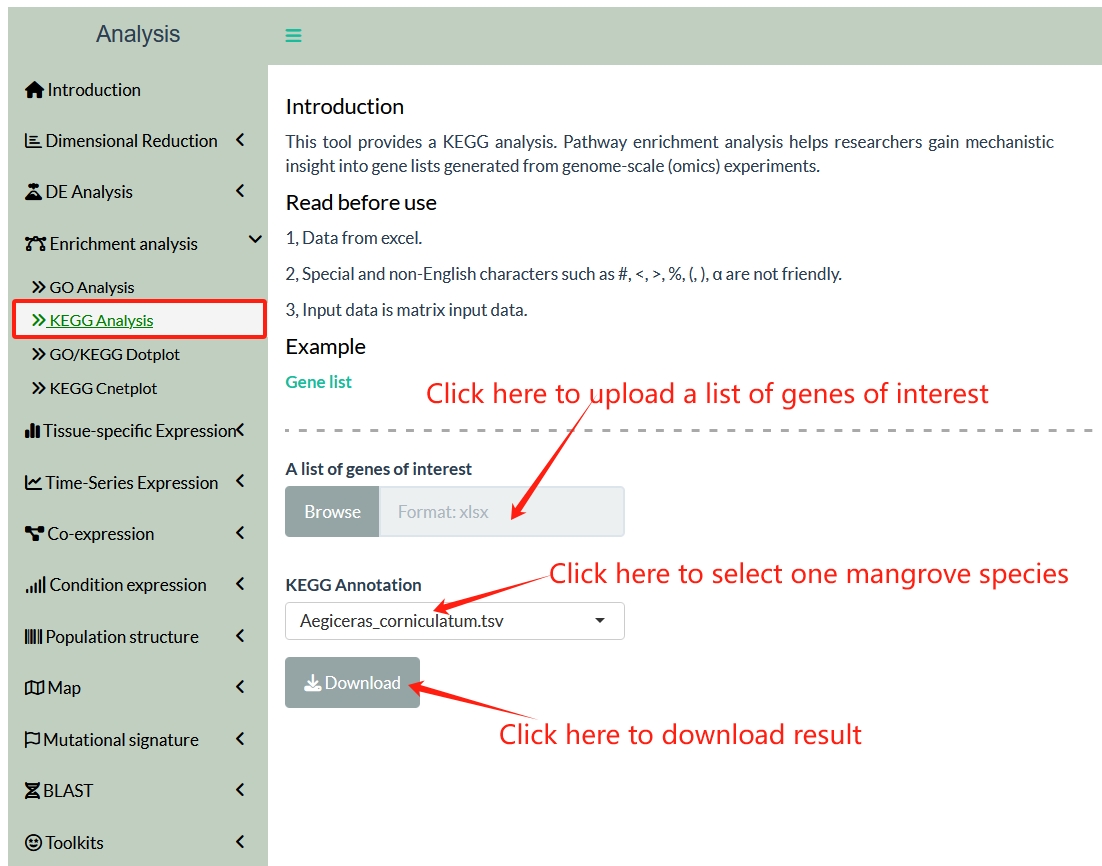 Analysis
Introduction
Dimensional Reduction
DE Analysis
Enrichment analysis
GO Analysis
KEGG Analysis
GO/KEGG Dotplot
KEGG Cnetplot
Tissue-specific Expression
Time-Series Expression
Co-expression
Condition expression
Population structure
Map
Mutational signature
BLAST
Toolkits
Introduction
This tool provides a KEGG analysis. Pathway enrichment analysis helps researchers gain mechanistic
insight into gene lists generated from genome-scale (omics) experiments.
Read before use
1, Data from excel.
2, Special and non-English characters such as #, <, >, %, (, ), α are not friendly.
3, Input data is matrix input data.
Example
Gene list
Click here to upload a list of genes of interest
A list of genes of interest
Browse Format: xlsx
Click here to select one mangrove species
KEGG Annotation
Aegiceras_corniculatum.tsv
Download
Click here to download result